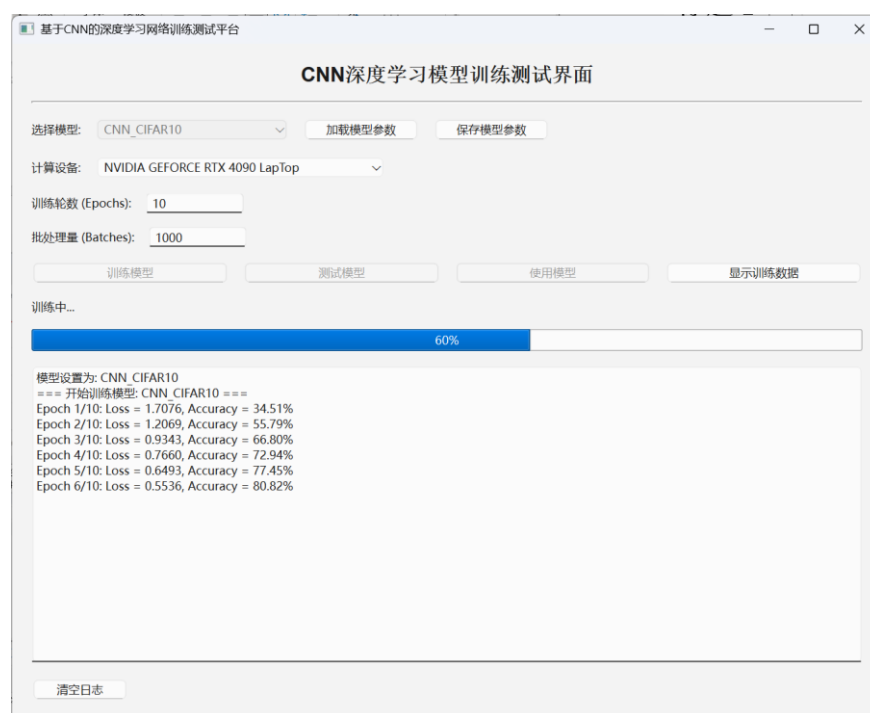 基于CNN的深度学习网络训练测试平台
CNN深度学习模型训练测试界面
选择模型: CNN_CIFAR10 加载模型参数 保存模型参数
计算设备: NVIDIA GEFORCE RTX 4090 LapTop
训练轮数 (Epochs): 10
批处理量 (Batches): 1000
训练模型 测试模型 使用模型 显示训练数据
训练中...
60%
模型设置为: CNN_CIFAR10
=== 开始训练模型: CNN_CIFAR10 ===
Epoch 1/10: Loss = 1.7076, Accuracy = 34.51%
Epoch 2/10: Loss = 1.2069, Accuracy = 55.79%
Epoch 3/10: Loss = 0.9343, Accuracy = 66.80%
Epoch 4/10: Loss = 0.7660, Accuracy = 72.94%
Epoch 5/10: Loss = 0.6493, Accuracy = 77.45%
Epoch 6/10: Loss = 0.5536, Accuracy = 80.82%
清空日志